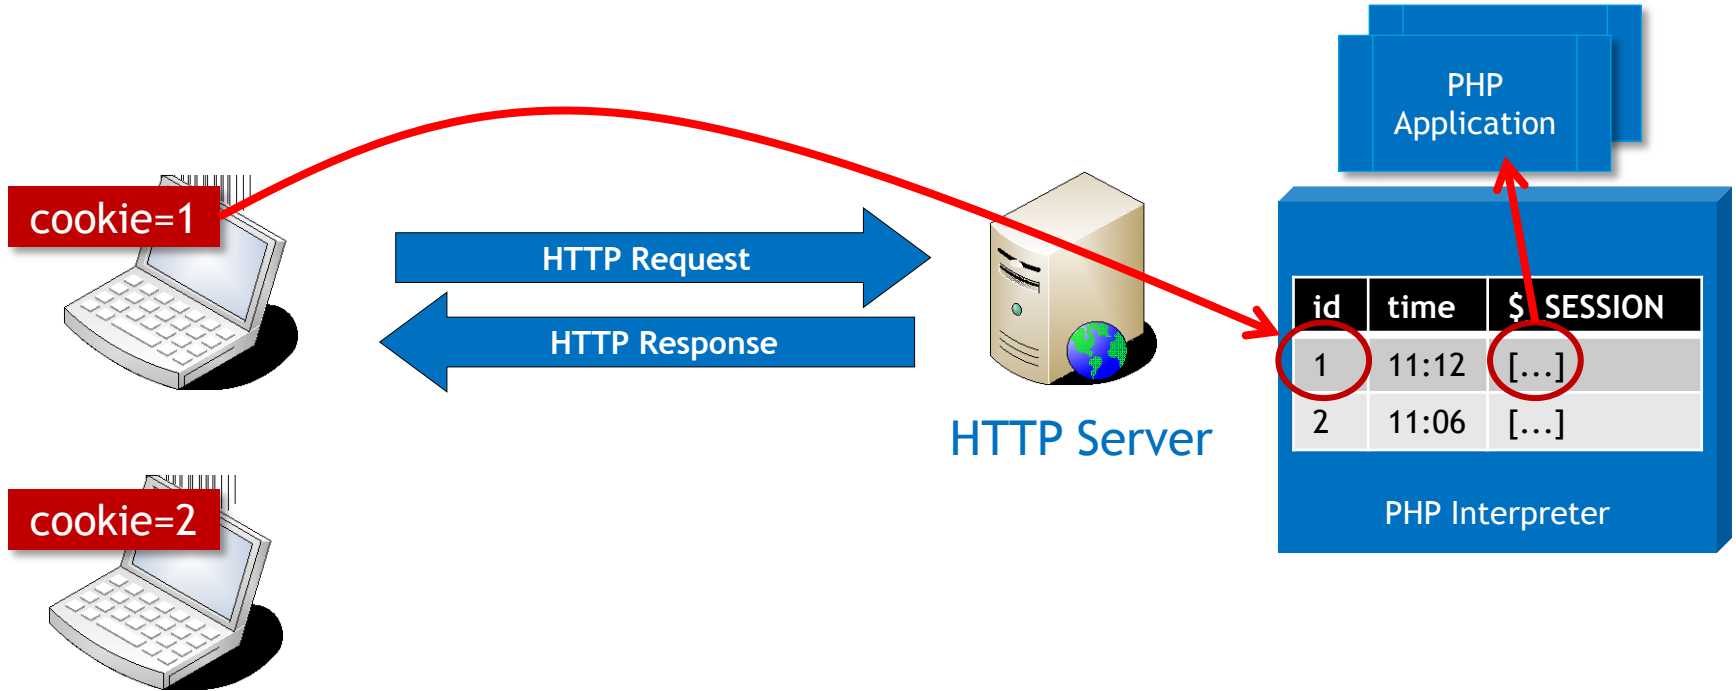 PHP
Application
cookie=1
HTTP Request
HTTP Response
HTTP Server
id time $_SESSION
1 11:12 [...]
2 11:06 [...]
PHP Interpreter
cookie=2